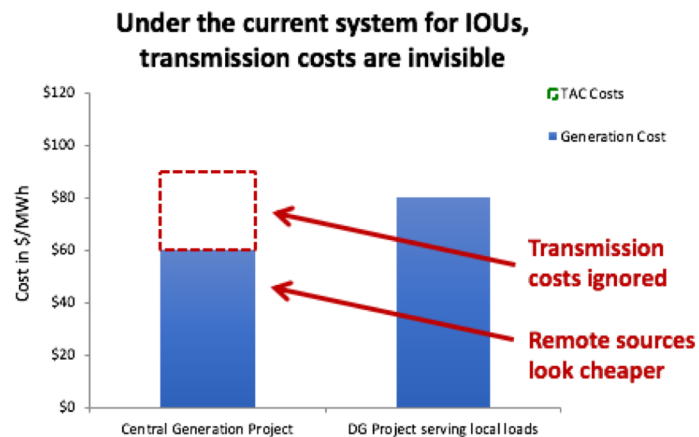 Under the current system for IOUs,
transmission costs are invisible
$120
$100
$80
$60
$40
$20
$0
Cost in $/MWh
TAC Costs
Generation Cost
Transmission
costs ignored
Remote sources
look cheaper
Central Generation Project
DG Project serving local loads